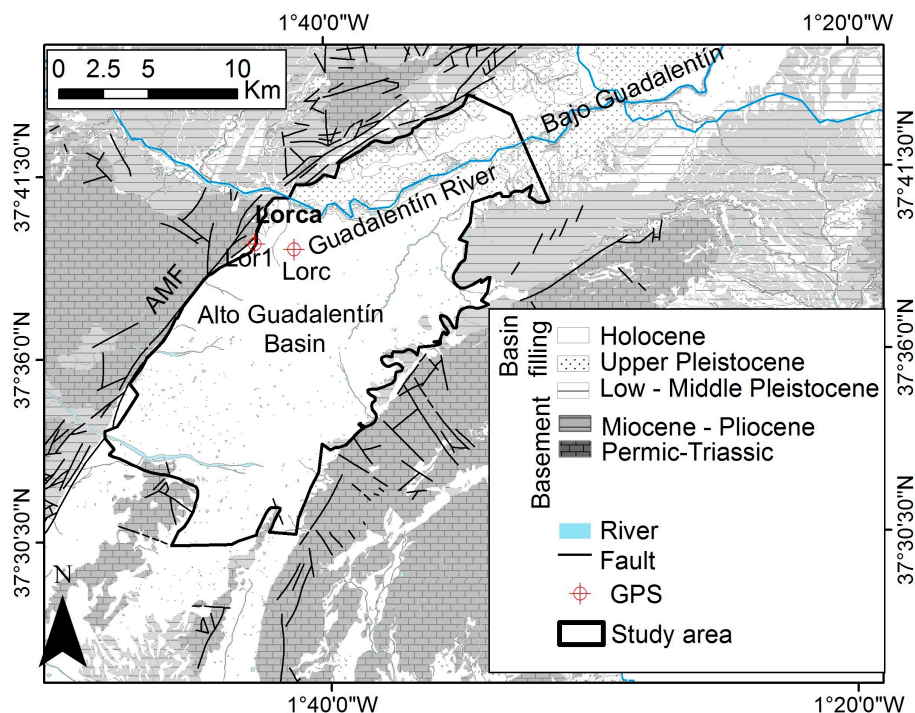 1°40'0"W
1°20'0"W
0 2.5 5 10
Km
Bajo Guadalentín
37°41'30"N
37°41'30"N
Guadalentín River
Lorca
Lor1
Lorc
AMF
Alto Guadalentín
Basin
37°36'0"N
37°36'0"N
Basin
filling
Holocene
Upper Pleistocene
Low - Middle Pleistocene
Basement
Miocene - Pliocene
Permic-Triassic
River
Fault
GPS
Study area
37°30'30"N
37°30'30"N
N
1°40'0"W
1°20'0"W